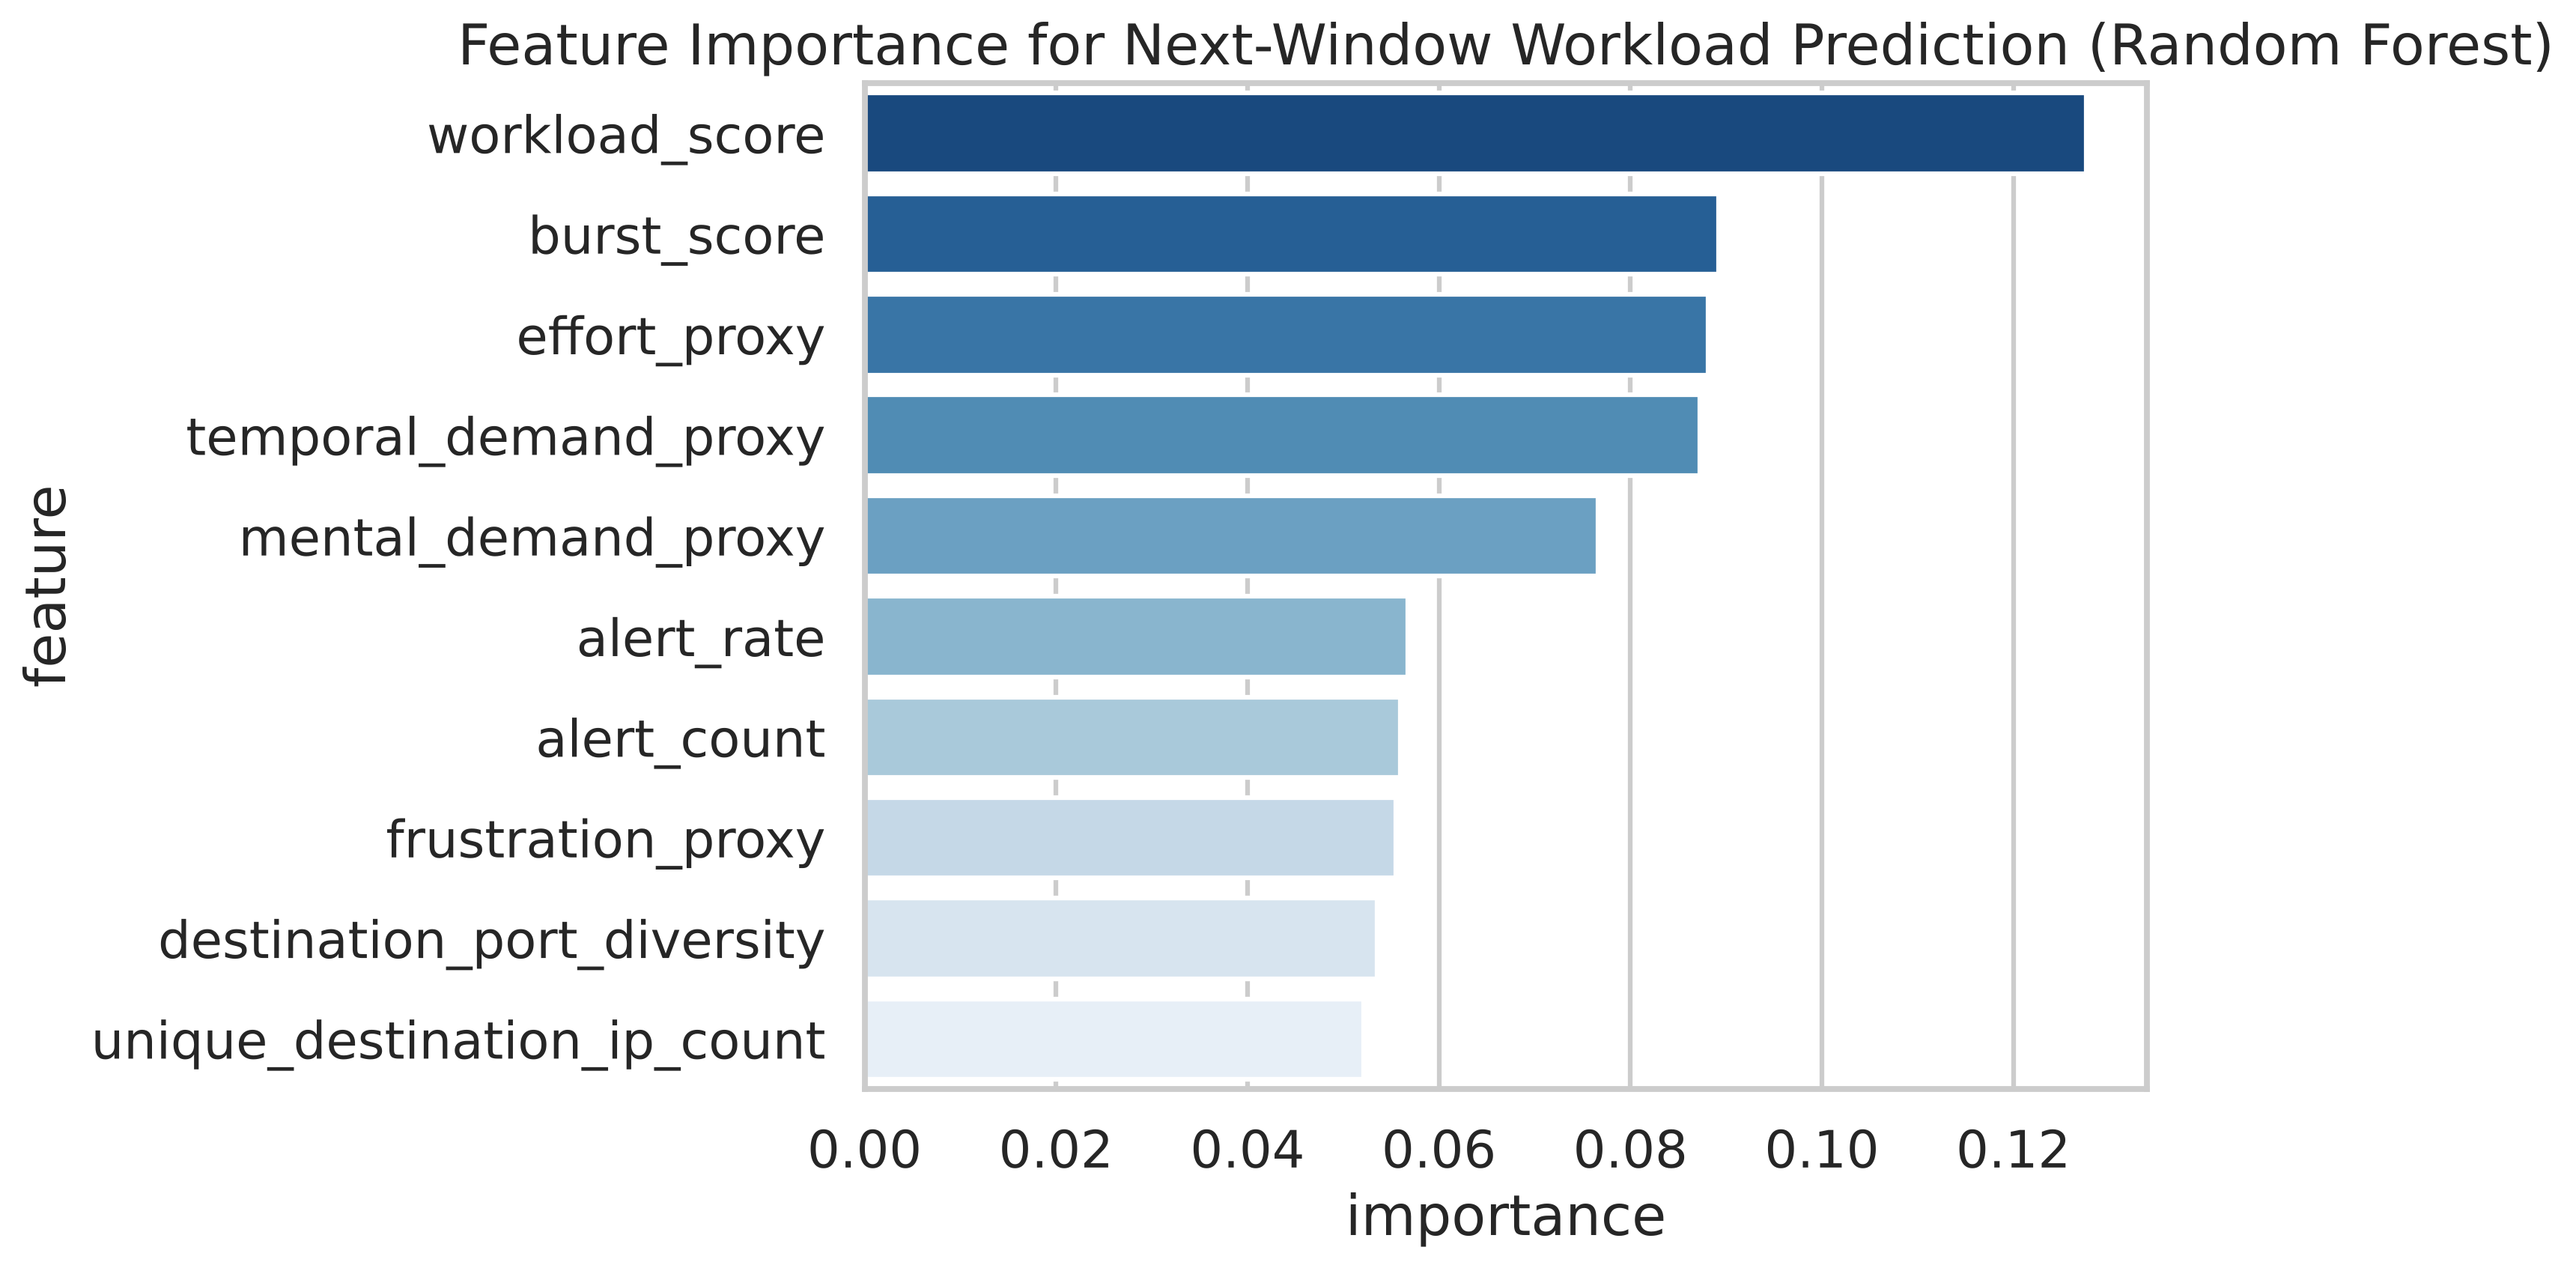 Feature Importance for Next-Window Workload Prediction (Random Forest)
workload_score
burst_score
effort_proxy
temporal_demand_proxy
mental_demand_proxy
alert_rate
alert_count
frustration_proxy
destination_port_diversity
unique_destination_ip_count
feature
0.00 0.02 0.04 0.06 0.08 0.10 0.12
importance